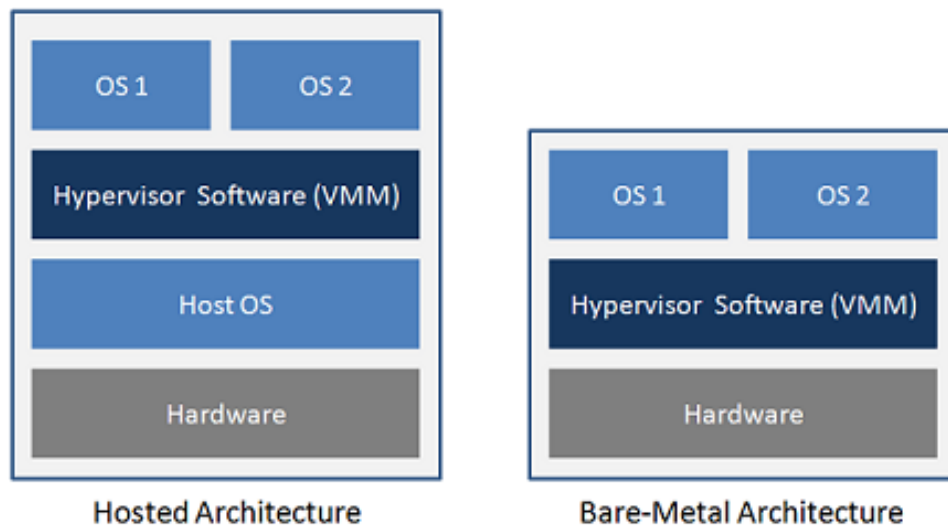 OS 1
OS 2
Hypervisor Software (VMM)
Host OS
Hardware
Hosted Architecture
OS 1
OS 2
Hypervisor Software (VMM)
Hardware
Bare-Metal Architecture